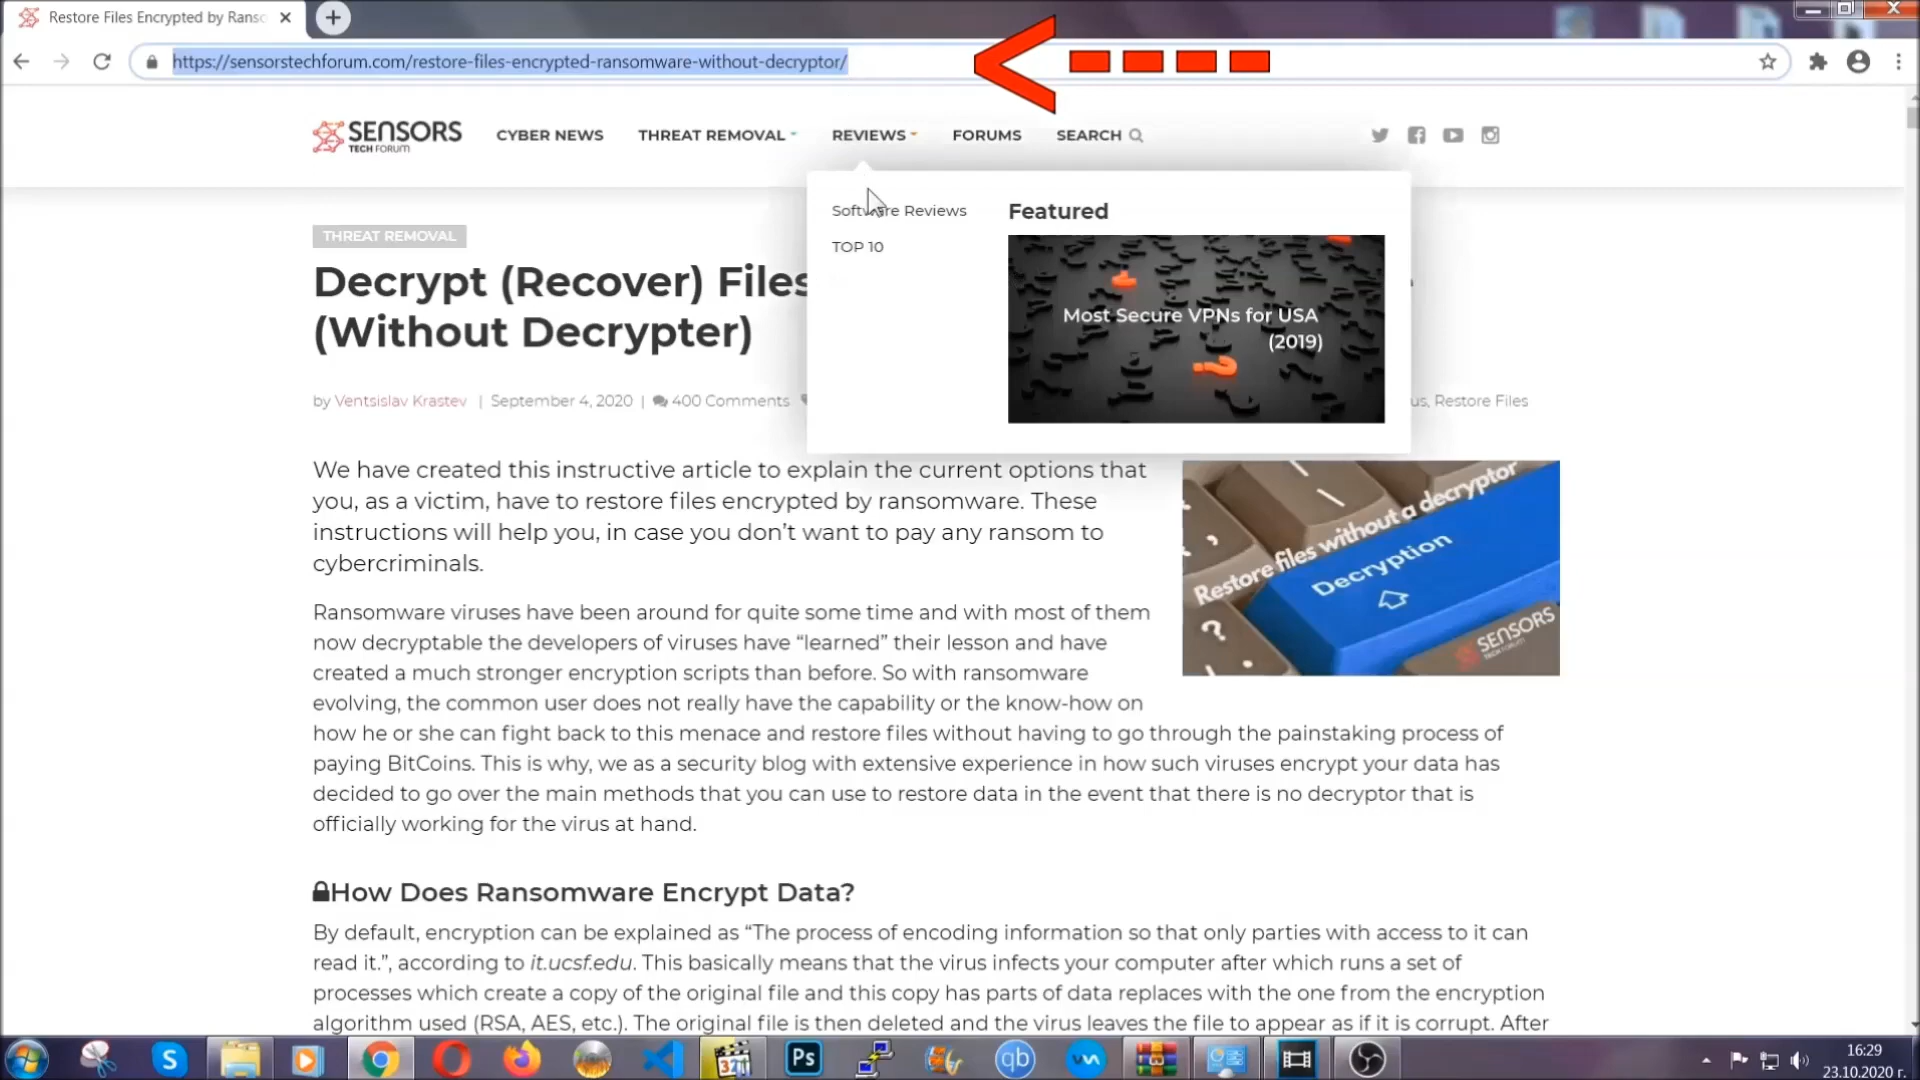 Restore Files Encrypted by Ranso
https://sensorstechforum.com/restore-files-encrypted-ransomware-without-decryptor/
SENSORS
TECH FORUM
CYBER NEWS
THREAT REMOVAL
REVIEWS
FORUMS
SEARCH
Software Reviews
TOP 10
Featured
Most Secure VPNs for USA
(2019)
THREAT REMOVAL
Decrypt (Recover) Files
(Without Decrypter)
by Ventsislav Krastev | September 4, 2020 | 400 Comments
us, Restore Files
We have created this instructive article to explain the current options that
you, as a victim, have to restore files encrypted by ransomware. These
instructions will help you, in case you don’t want to pay any ransom to
cybercriminals.
Restore files without a decryptor
Decryption
SENSORS
TECH FORUM
Ransomware viruses have been around for quite some time and with most of them
now decryptable the developers of viruses have “learned” their lesson and have
created a much stronger encryption scripts than before. So with ransomware
evolving, the common user does not really have the capability or the know-how on
how he or she can fight back to this menace and restore files without having to go through the painstaking process of
paying BitCoins. This is why, we as a security blog with extensive experience in how such viruses encrypt your data has
decided to go over the main methods that you can use to restore data in the event that there is no decryptor that is
officially working for the virus at hand.
How Does Ransomware Encrypt Data?
By default, encryption can be explained as “The process of encoding information so that only parties with access to it can
read it.”, according to it.ucsf.edu. This basically means that the virus infects your computer after which runs a set of
processes which create a copy of the original file and this copy has parts of data replaces with the one from the encryption
algorithm used (RSA, AES, etc.). The original file is then deleted and the virus leaves the file to appear as if it is corrupt. After
S
321
Ps
qb
16:29
23.10.2020 г.